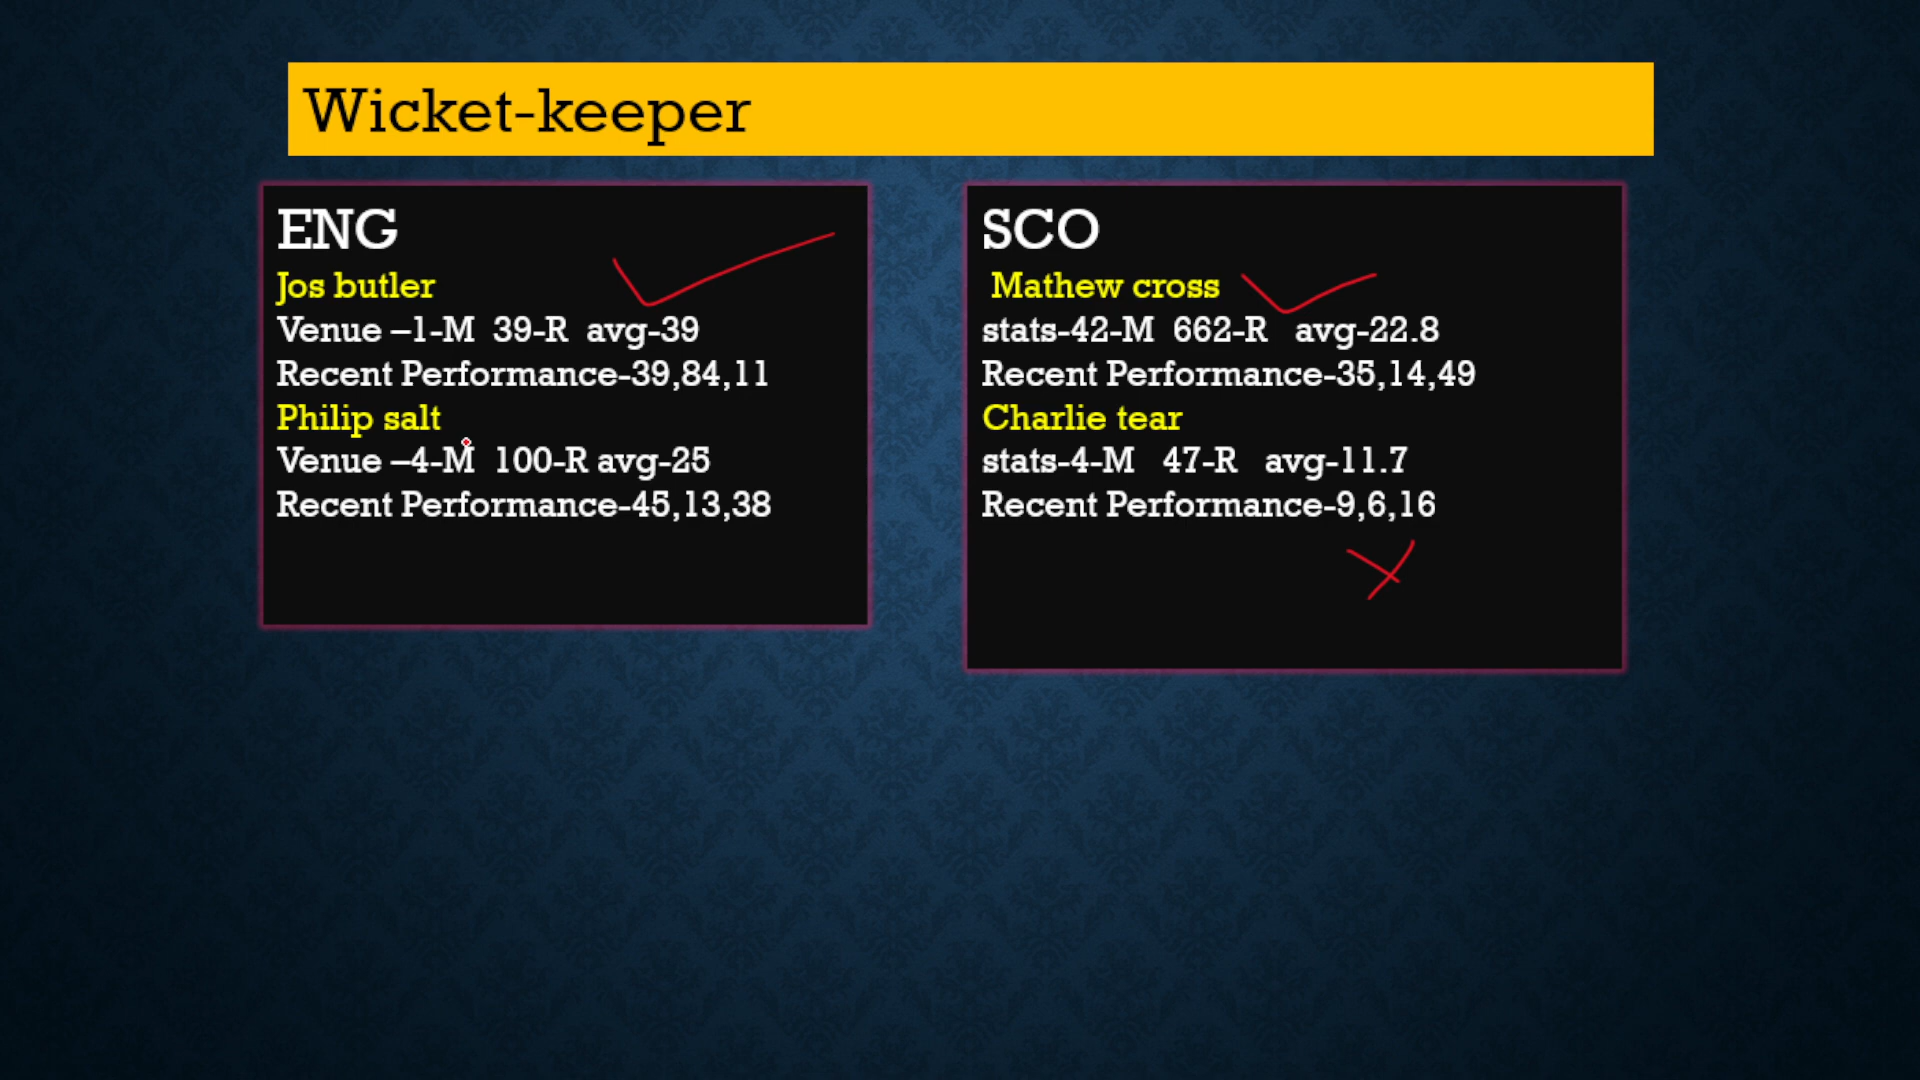 Wicket-keeper
ENG
Jos butler
Venue –1-M 39-R avg-39
Recent Performance-39,84,11
Philip salt
Venue –4-M 100-R avg-25
Recent Performance-45,13,38
SCO
Mathew cross
stats-42-M 662-R avg-22.8
Recent Performance-35,14,49
Charlie tear
stats-4-M 47-R avg-11.7
Recent Performance-9,6,16